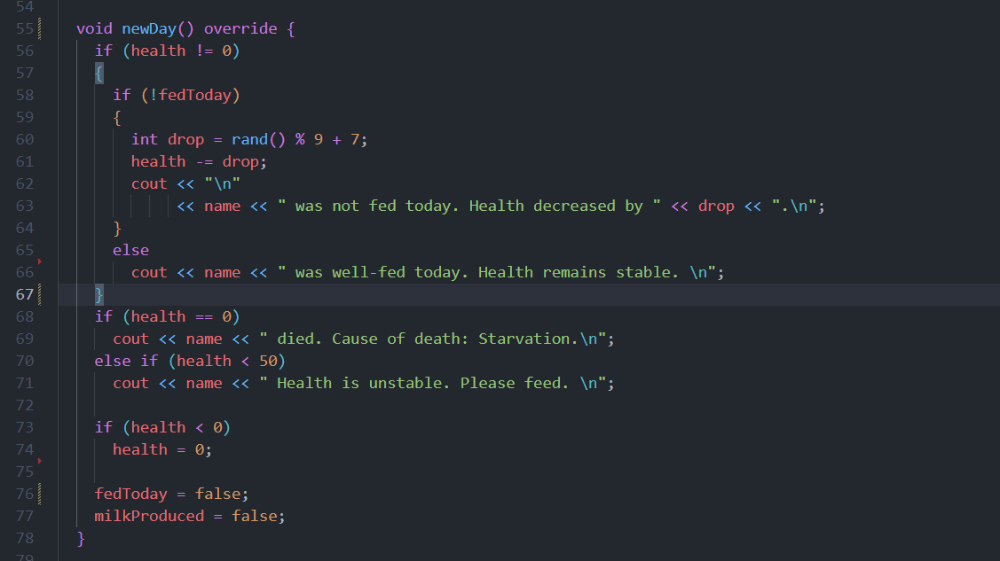 54
55 void newDay() override {
56 if (health != 0)
57 {
58 if (!fedToday)
59 {
60 int drop = rand() % 9 + 7;
61 health -= drop;
62 cout << "\n"
63 << name << " was not fed today. Health decreased by " << drop << ".\n";
64 }
65 else
66 cout << name << " was well-fed today. Health remains stable. \n";
67 }
68 if (health == 0)
69 cout << name << " died. Cause of death: Starvation.\n";
70 else if (health < 50)
71 cout << name << " Health is unstable. Please feed. \n";
72
73 if (health < 0)
74 health = 0;
75
76 fedToday = false;
77 milkProduced = false;
78 }
79